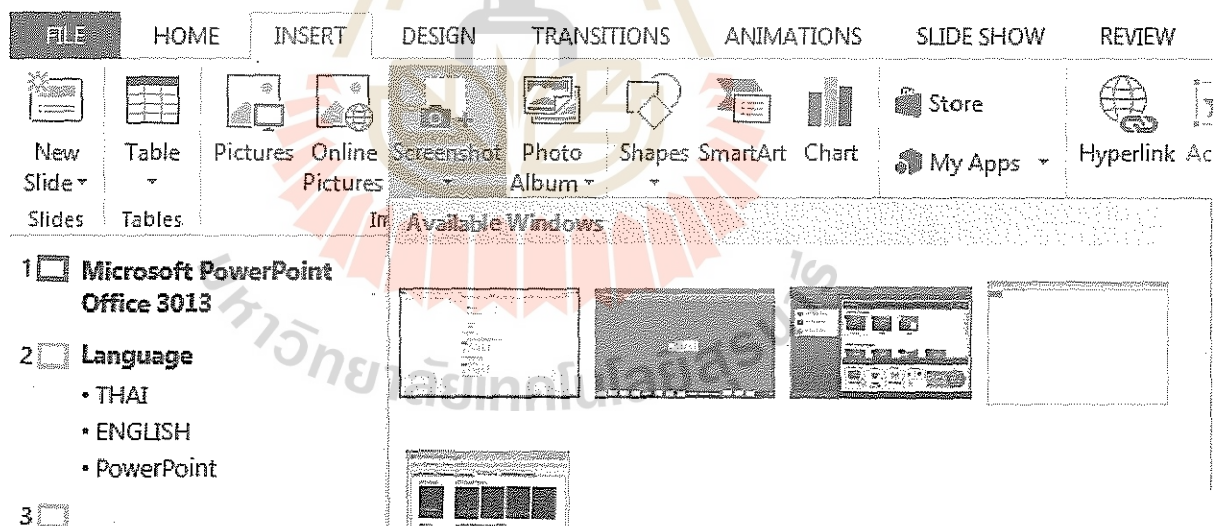 FILE HOME INSERT DESIGN TRANSITIONS ANIMATIONS SLIDE SHOW REVIEW
New Slide
Table
Pictures
Online Pictures
Screenshot
Photo Album
Shapes
SmartArt
Chart
Store
My Apps
Hyperlink
Ac
Slides
Tables
Im
Available Windows
1 Microsoft PowerPoint
Office 3013
2 Language
• THAI
• ENGLISH
• PowerPoint
3